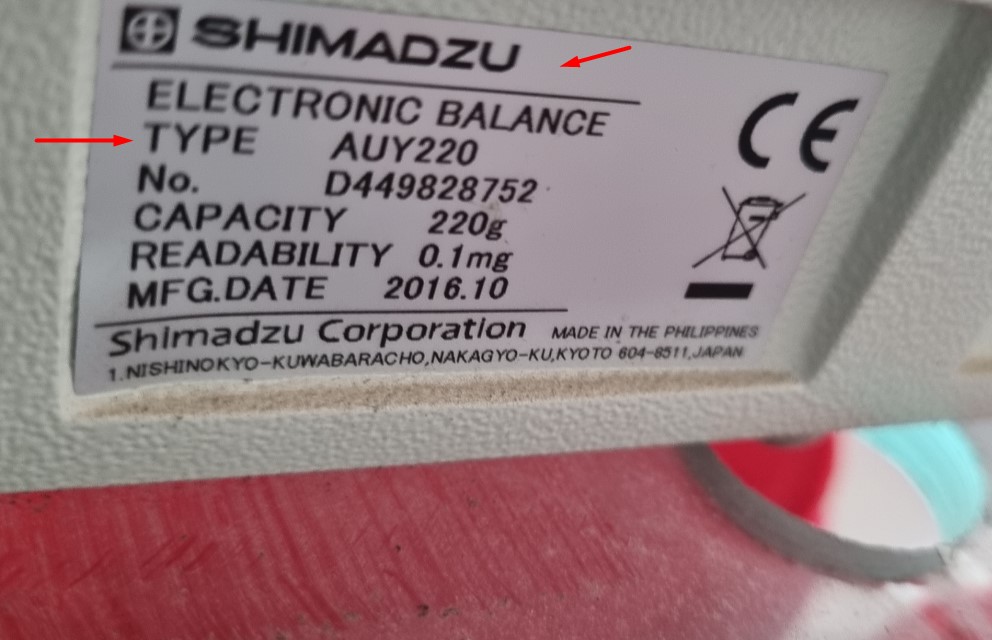 SHIMADZU
ELECTRONIC BALANCE
TYPE AUY220
No. D449828752
CAPACITY 220g
READABILITY 0.1mg
MFG.DATE 2016.10
Shimadzu Corporation MADE IN THE PHILIPPINES
1.NISHINOKYO-KUWABARACHO,NAKAGYO-KU,KYOTO 604-8511,JAPAN
CE